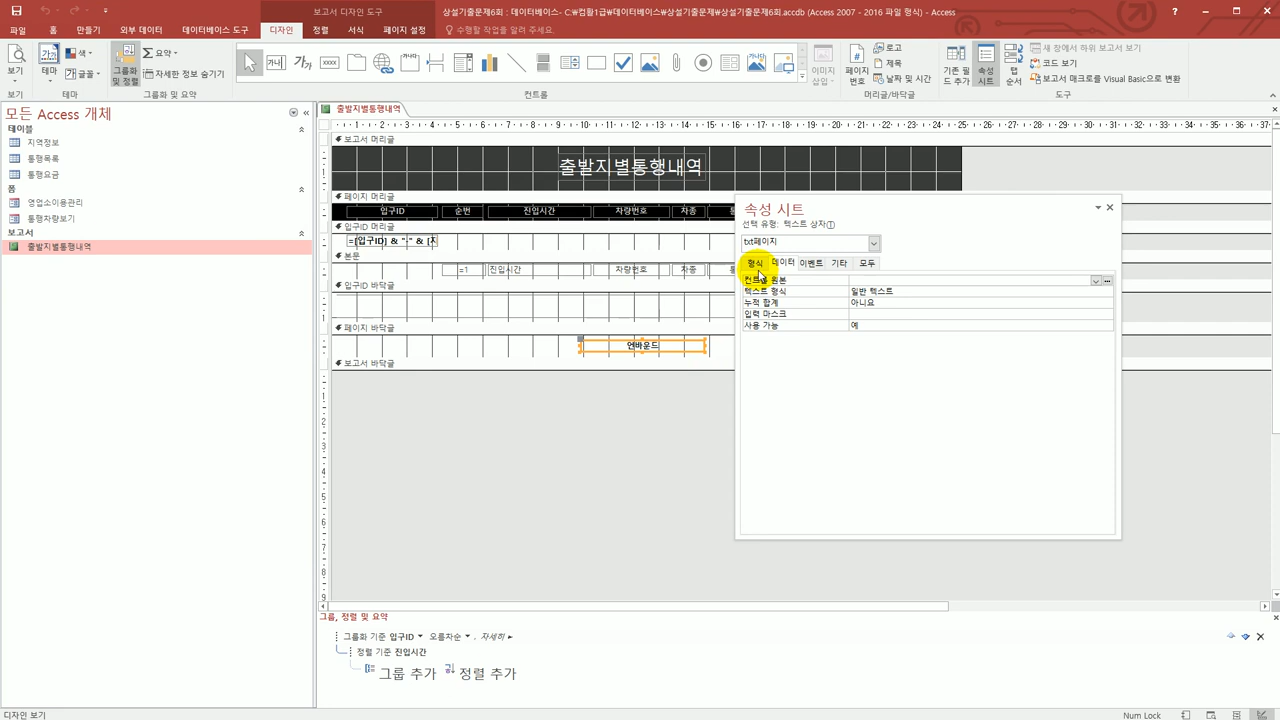 보고서 디자인 도구
상설기출문제6회 : 데이터베이스- C:₩컴활1급₩데이터베이스₩상설기출문제₩상설기출문제6회.accdb (Access 2007 - 2016 파일 형식) - Access
파일 홈 만들기 외부 데이터 데이터베이스 도구 디자인 정렬 서식 페이지 설정 수행할 작업을 알려 주세요.
보기 테마 색 글꼴 그룹화 및 정렬 요약 자세한 정보 숨기기
이미지 삽입 페이지 번호 로고 제목 날짜 및 시간
기존 필드 추가 속성 시트 탭 순서 새 창에서 하위 보고서 보기 코드 보기 보고서 매크로를 Visual Basic으로 변환
보기 테마 그룹화 및 요약 컨트롤 머리글/바닥글 도구
모든 Access 개체
테이블
지역정보
통행목록
통행요금
폼
영업소이용관리
통행차량보기
보고서
출발지별통행내역
출발지별통행내역
보고서 머리글
출발지별통행내역
페이지 머리글
입구ID 순번 진입시간 차량번호 차종
입구ID 머리글
=[입구ID] & "-" & [지
본문
=1 진입시간 차량번호 차종
입구ID 바닥글
페이지 바닥글
언바운드
보고서 바닥글
속성 시트
선택 유형: 텍스트 상자(T)
txt페이지
형식 데이터 이벤트 기타 모두
원본
텍스트 형식 일반 텍스트
누적 합계 아니요
입력 마스크
사용 가능 예
그룹, 정렬 및 요약
그룹화 기준 입구ID 오름차순 , 자세히
정렬 기준 진입시간
그룹 추가 정렬 추가
디자인 보기
Num Lock